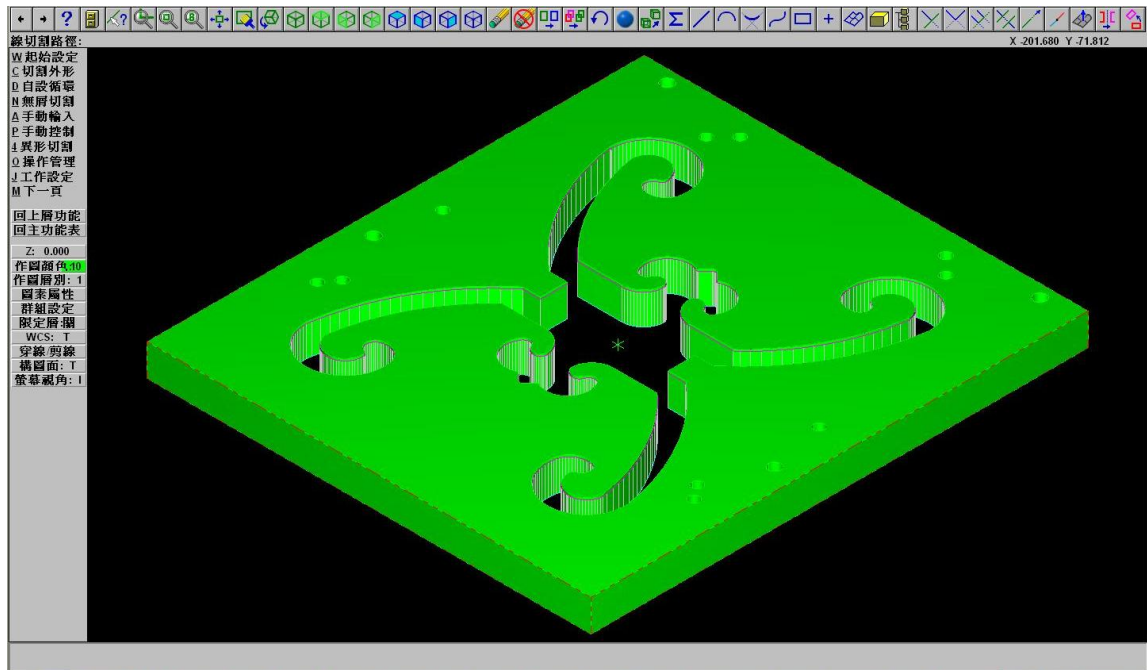 X -201.680 Y -71.812
線切割路徑:
W 起始設定
C 切割外形
D 自設循環
N 無屑切割
A 手動輸入
P 手動控制
4 異形切割
O 操作管理
J 工作設定
M 下一頁
回上層功能
回主功能表
Z: 0.000
作圖顏色:10
作圖層別: 1
圖素屬性
群組設定
限定層:關
WCS: T
穿線/剪線
構圖面: T
螢幕視角: I